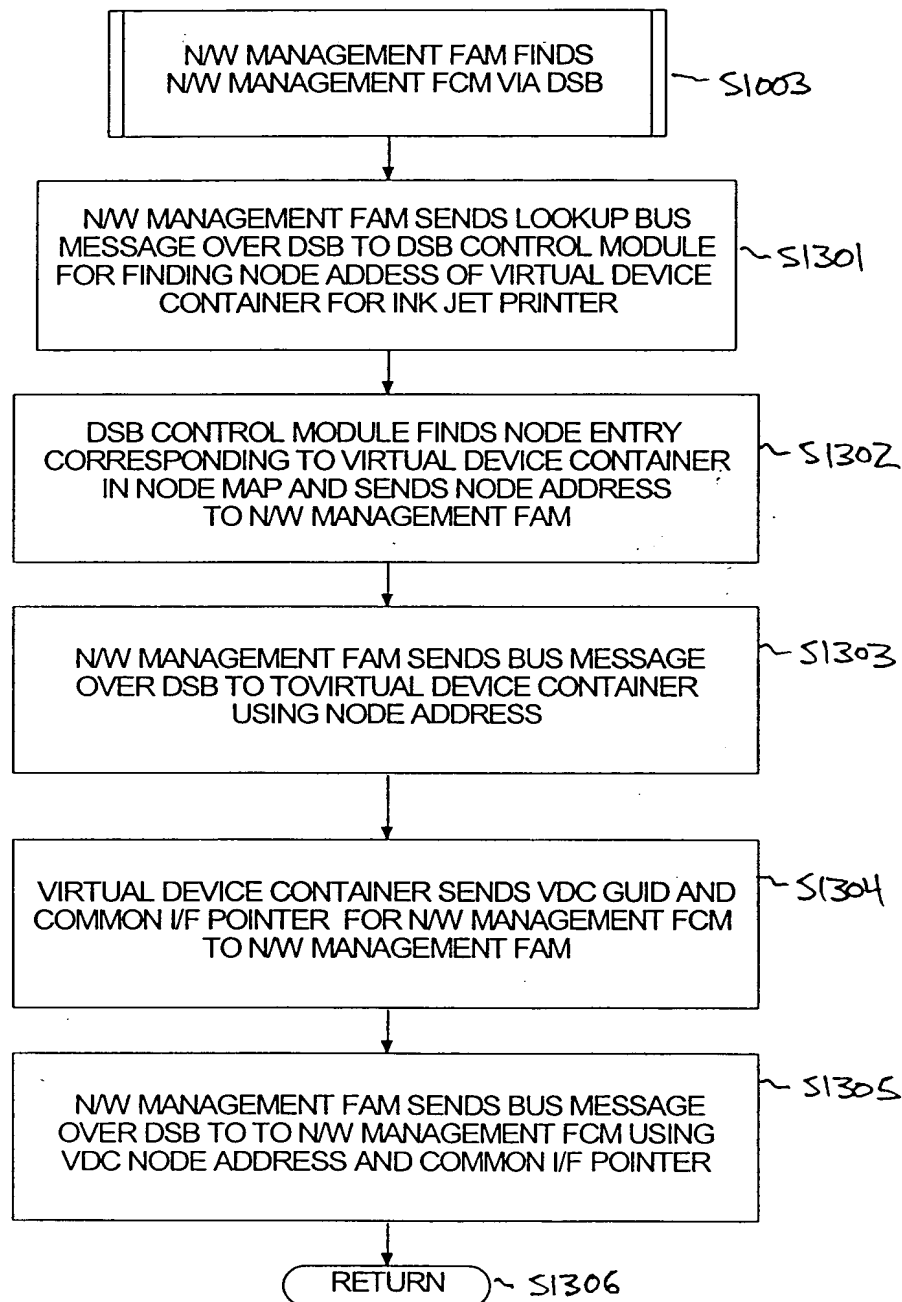 N/W MANAGEMENT FAM FINDS
N/W MANAGEMENT FCM VIA DSB
S1003
N/W MANAGEMENT FAM SENDS LOOKUP BUS
MESSAGE OVER DSB TO DSB CONTROL MODULE
FOR FINDING NODE ADDESS OF VIRTUAL DEVICE
CONTAINER FOR INK JET PRINTER
S1301
DSB CONTROL MODULE FINDS NODE ENTRY
CORRESPONDING TO VIRTUAL DEVICE CONTAINER
IN NODE MAP AND SENDS NODE ADDRESS
TO N/W MANAGEMENT FAM
S1302
N/W MANAGEMENT FAM SENDS BUS MESSAGE
OVER DSB TO TOVIRTUAL DEVICE CONTAINER
USING NODE ADDRESS
S1303
VIRTUAL DEVICE CONTAINER SENDS VDC GUID AND
COMMON I/F POINTER FOR N/W MANAGEMENT FCM
TO N/W MANAGEMENT FAM
S1304
N/W MANAGEMENT FAM SENDS BUS MESSAGE
OVER DSB TO TO N/W MANAGEMENT FCM USING
VDC NODE ADDRESS AND COMMON I/F POINTER
S1305
RETURN
S1306